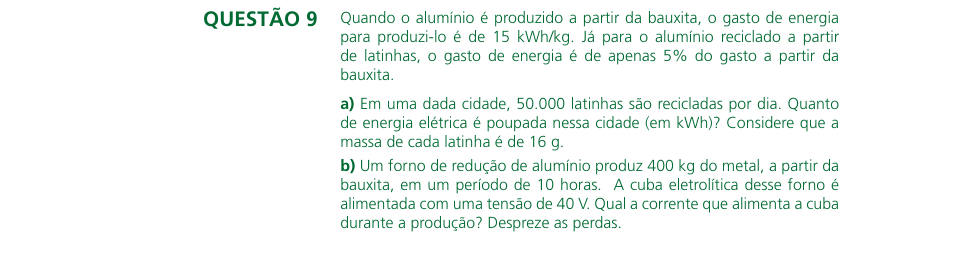 QUESTÃO 9
Quando o alumínio é produzido a partir da bauxita, o gasto de energia
para produzi-lo é de 15 kWh/kg. Já para o alumínio reciclado a partir
de latinhas, o gasto de energia é de apenas 5% do gasto a partir da
bauxita.
a) Em uma dada cidade, 50.000 latinhas são recicladas por dia. Quanto
de energia elétrica é poupada nessa cidade (em kWh)? Considere que a
massa de cada latinha é de 16 g.
b) Um forno de redução de alumínio produz 400 kg do metal, a partir da
bauxita, em um período de 10 horas. A cuba eletrolítica desse forno é
alimentada com uma tensão de 40 V. Qual a corrente que alimenta a cuba
durante a produção? Despreze as perdas.